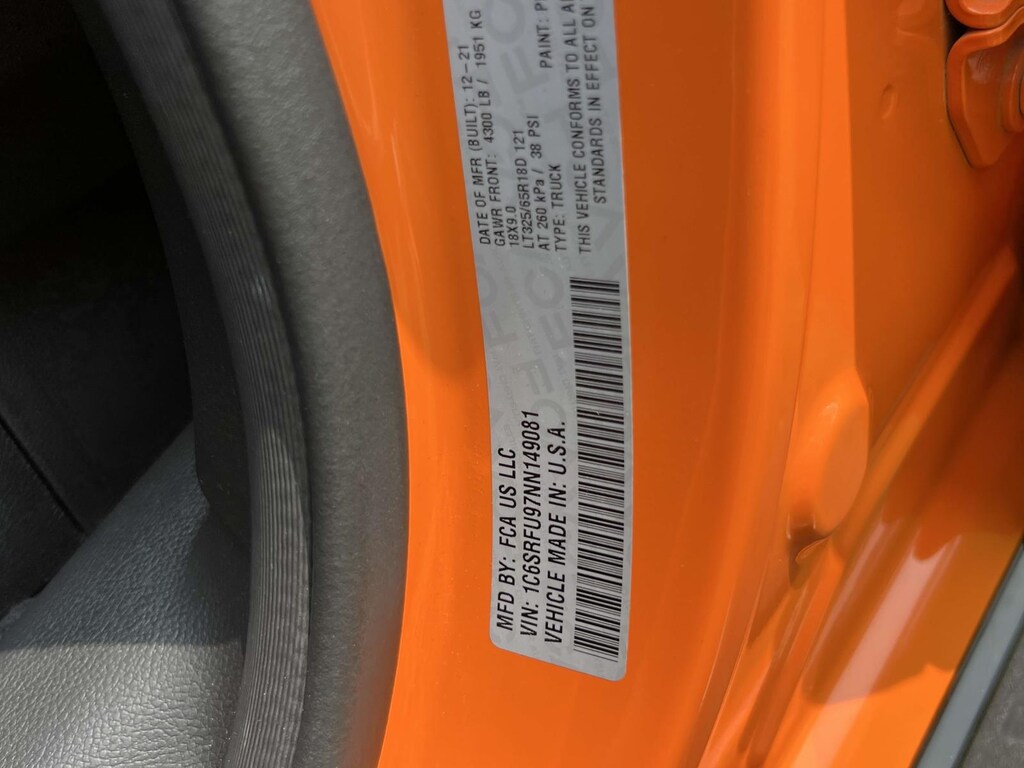 MFD BY: FCA US LLC
VIN: 1C6SRFU97NN149081
VEHICLE MADE IN: U.S.A.
DATE OF MFR (BUILT): 12-21
GAWR FRONT: 4300 LB / 1951 KG
18X9.0
LT325/65R18D 121
AT 260 kPa / 38 PSI
TYPE: TRUCK PAINT: P
THIS VEHICLE CONFORMS TO ALL
STANDARDS IN EFFECT ON